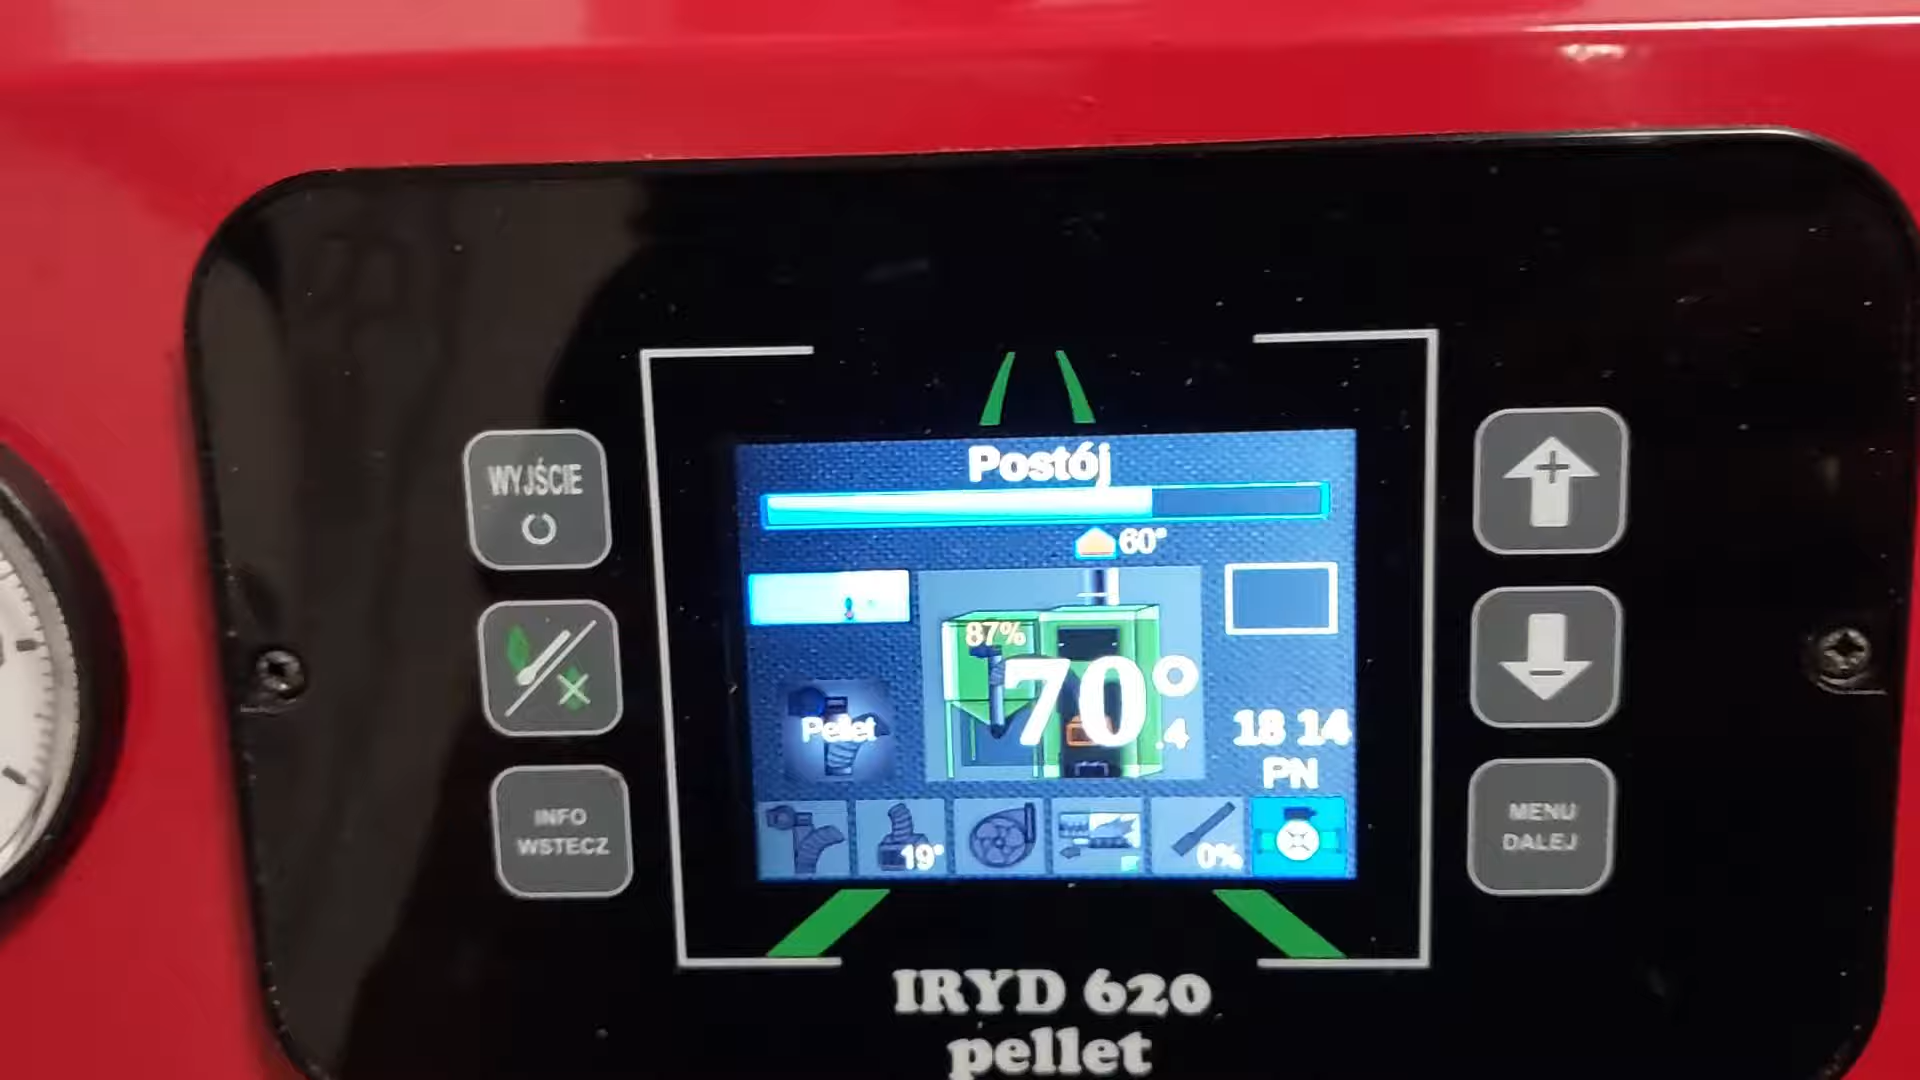 WYJŚCIE
INFO
WSTECZ
Postój
60°
87%
70°
.4
Pellet
18 14
PN
19°
0%
MENU
DALEJ
IRYD 620
pellet